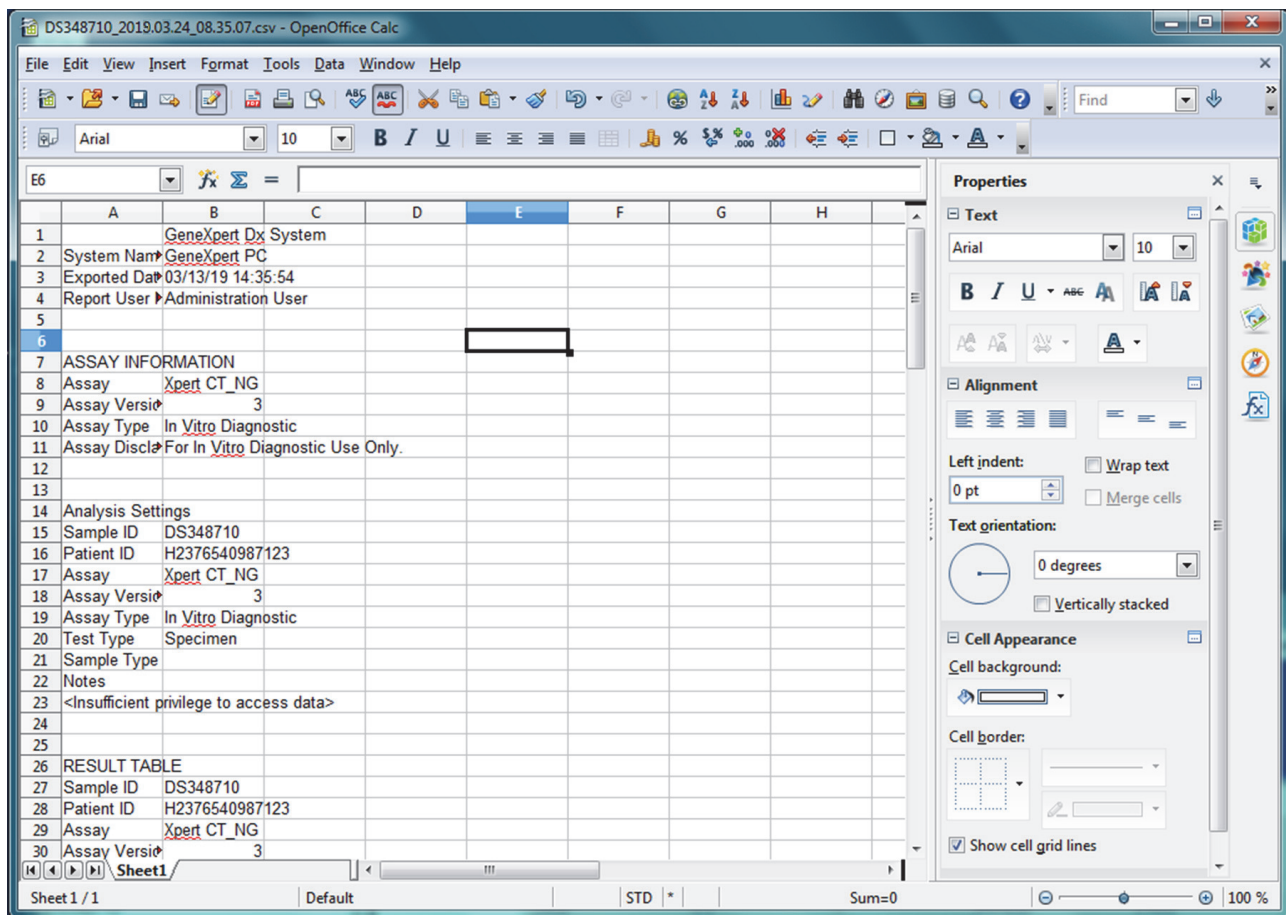 DS348710_2019.03.24_08.35.07.csv - OpenOffice Calc
File Edit View Insert Format Tools Data Window Help
Find
Arial 10 B I U
E6 fx Σ =
A B C D E F G H
1 GeneXpert Dx System
2 System Nam GeneXpert PC
3 Exported Dat 03/13/19 14:35:54
4 Report User Administration User
5
6
7 ASSAY INFORMATION
8 Assay Xpert CT_NG
9 Assay Versio 3
10 Assay Type In Vitro Diagnostic
11 Assay Discla For In Vitro Diagnostic Use Only.
12
13
14 Analysis Settings
15 Sample ID DS348710
16 Patient ID H2376540987123
17 Assay Xpert CT_NG
18 Assay Versio 3
19 Assay Type In Vitro Diagnostic
20 Test Type Specimen
21 Sample Type
22 Notes
23 <Insufficient privilege to access data>
24
25
26 RESULT TABLE
27 Sample ID DS348710
28 Patient ID H2376540987123
29 Assay Xpert CT_NG
30 Assay Versio 3
Sheet1
Sheet 1 / 1 Default STD * Sum=0 100 %
Properties
Text
Arial 10
B I U ABC
Alignment
Left indent: Wrap text
0 pt Merge cells
Text orientation:
0 degrees
Vertically stacked
Cell Appearance
Cell background:
Cell border:
Show cell grid lines